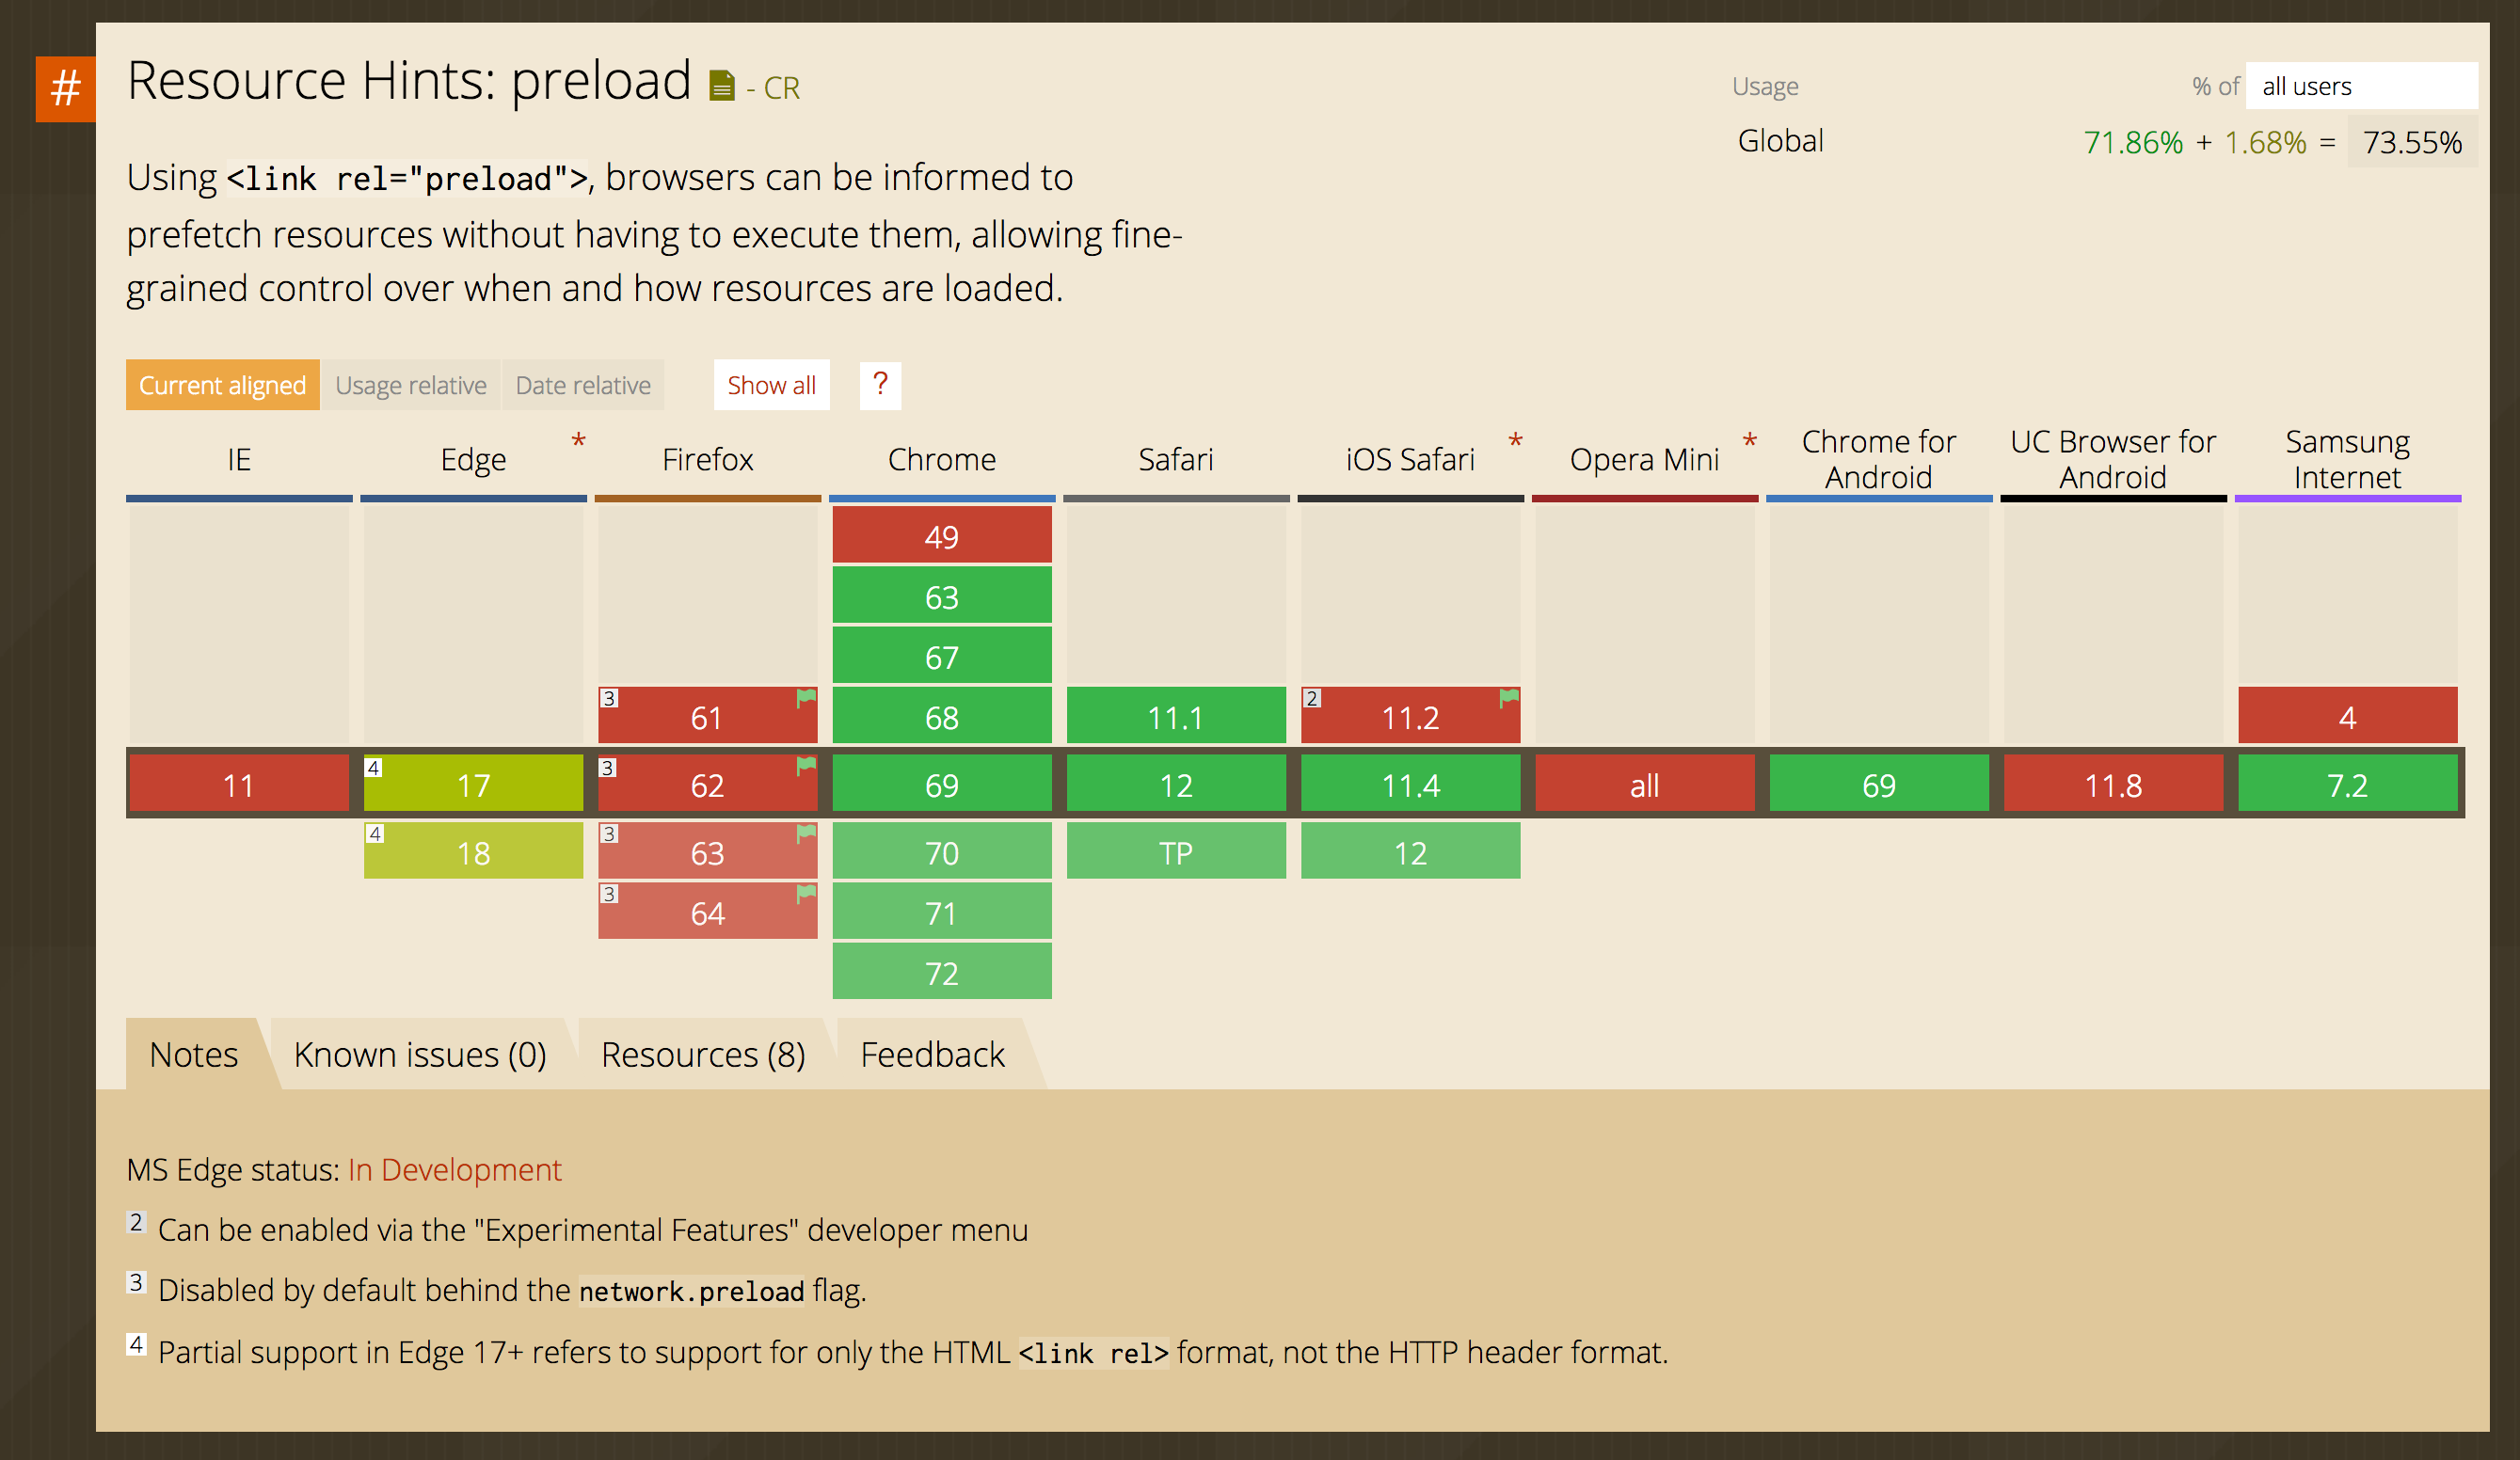 #
Resource Hints: preload - CR
Usage % of all users
Global 71.86% + 1.68% = 73.55%
Using <link rel="preload">, browsers can be informed to
prefetch resources without having to execute them, allowing fine-
grained control over when and how resources are loaded.
Current aligned Usage relative Date relative Show all ?
IE Edge * Firefox Chrome Safari iOS Safari * Opera Mini * Chrome for Android UC Browser for Android Samsung Internet
49
63
67
3 61 68 11.1 2 11.2 4
11 4 17 3 62 69 12 11.4 all 69 11.8 7.2
4 18 3 63 70 TP 12
3 64 71
72
Notes Known issues (0) Resources (8) Feedback
MS Edge status: In Development
2 Can be enabled via the "Experimental Features" developer menu
3 Disabled by default behind the network.preload flag.
4 Partial support in Edge 17+ refers to support for only the HTML <link rel> format, not the HTTP header format.